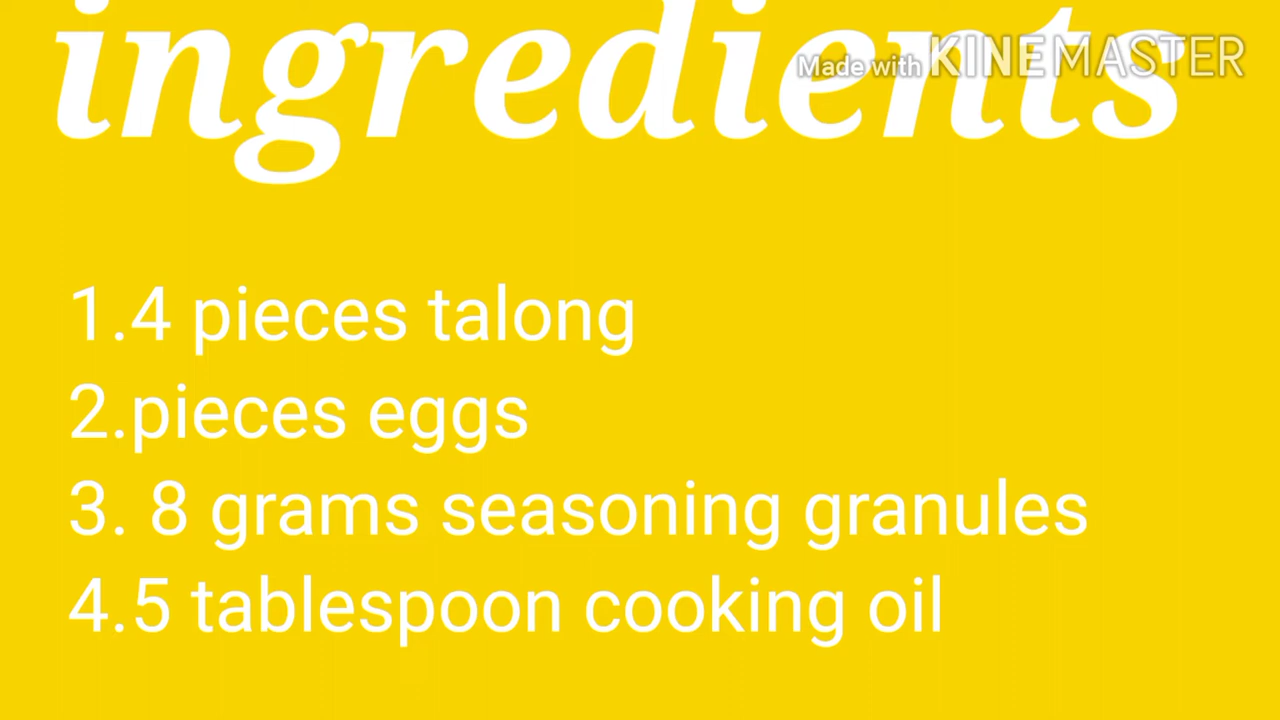 ingredients
Made with KINEMASTER
1.4 pieces talong
2.pieces eggs
3. 8 grams seasoning granules
4.5 tablespoon cooking oil